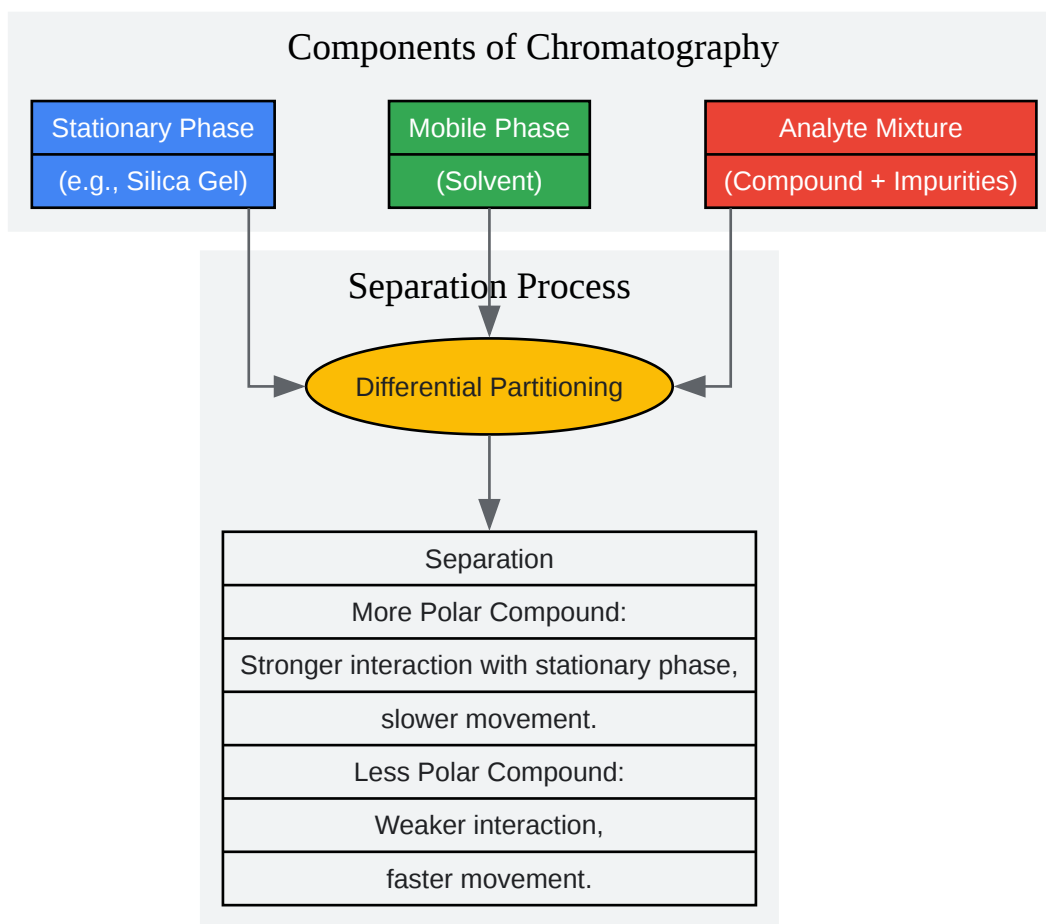 Components of Chromatography
Stationary Phase
(e.g., Silica Gel)
Mobile Phase
(Solvent)
Analyte Mixture
(Compound + Impurities)
Separation Process
Differential Partitioning
Separation
More Polar Compound:
Stronger interaction with stationary phase,
slower movement.
Less Polar Compound:
Weaker interaction,
faster movement.